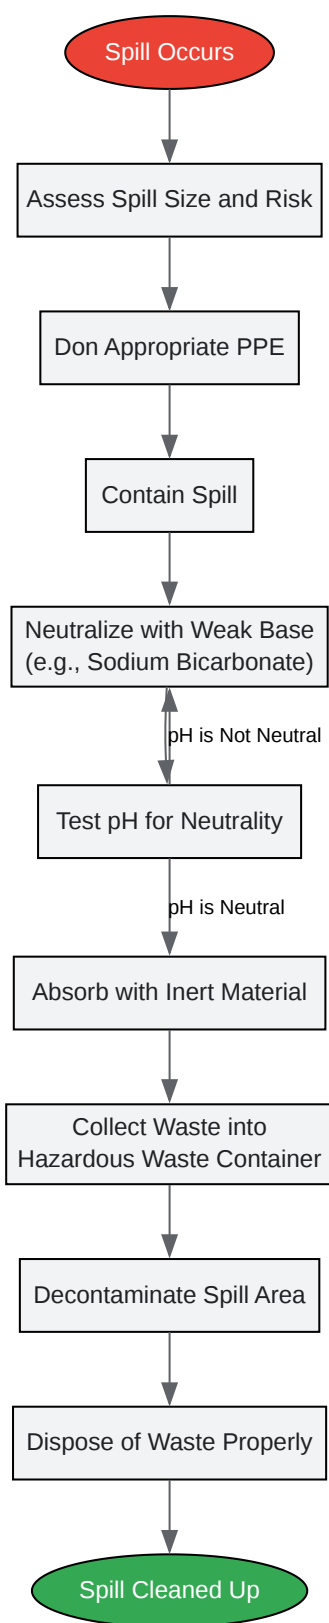 Spill Occurs
Assess Spill Size and Risk
Don Appropriate PPE
Contain Spill
Neutralize with Weak Base
(e.g., Sodium Bicarbonate)
pH is Not Neutral
Test pH for Neutrality
pH is Neutral
Absorb with Inert Material
Collect Waste into
Hazardous Waste Container
Decontaminate Spill Area
Dispose of Waste Properly
Spill Cleaned Up